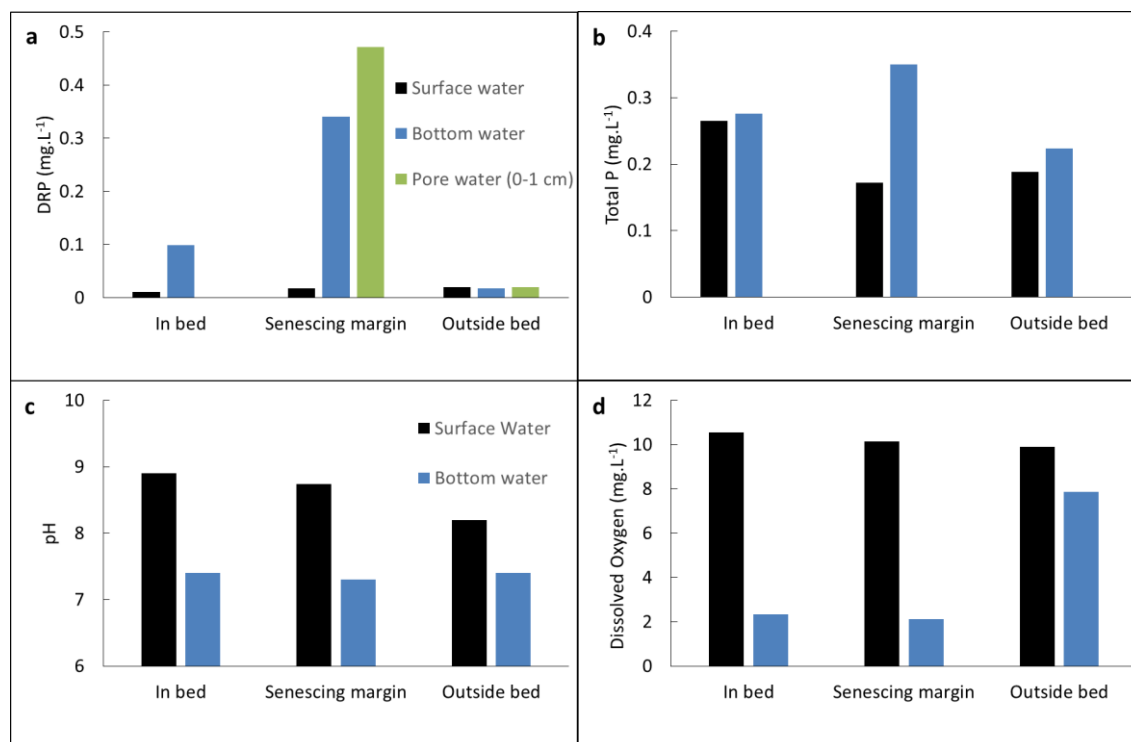 a
0.5
0.4
0.3
0.2
0.1
0
DRP (mg.L⁻¹)
Surface water
Bottom water
Pore water (0-1 cm)
In bed Senescing margin Outside bed
b
0.4
0.3
0.2
0.1
0
Total P (mg.L⁻¹)
In bed Senescing margin Outside bed
c
10
9
8
7
6
pH
Surface Water
Bottom water
In bed Senescing margin Outside bed
d
12
10
8
6
4
2
0
Dissolved Oxygen (mg.L⁻¹)
In bed Senescing margin Outside bed